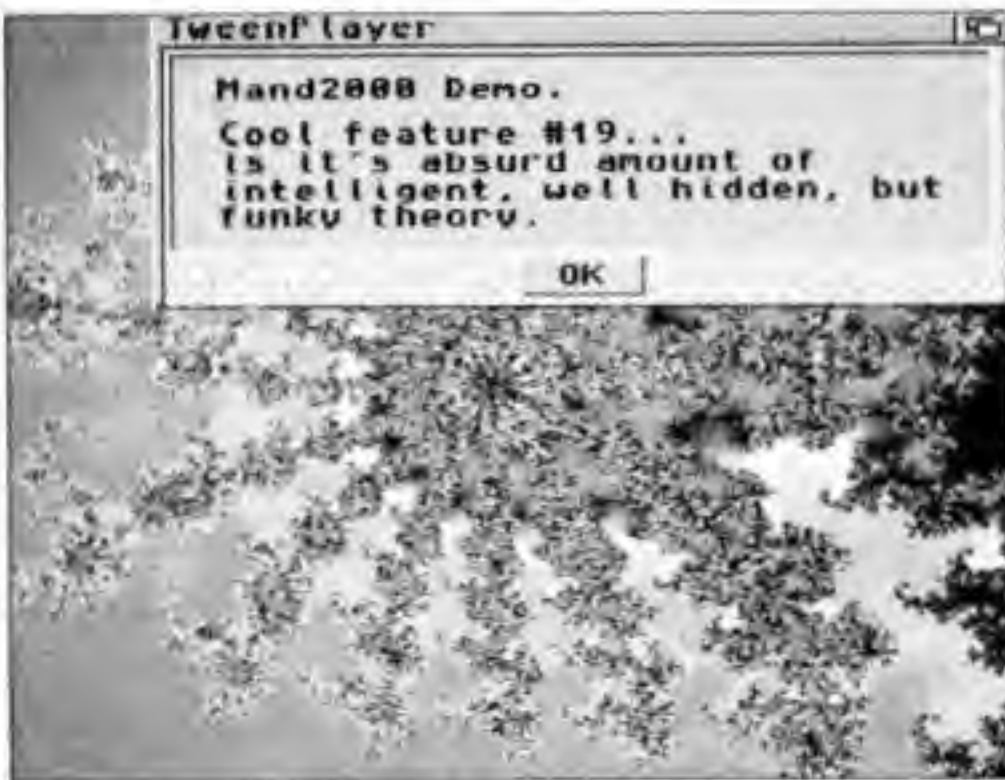 TweenPlayer
Mand2000 Demo.
Cool feature #19...
is it's absurd amount of
intelligent, well hidden, but
funky theory.
OK